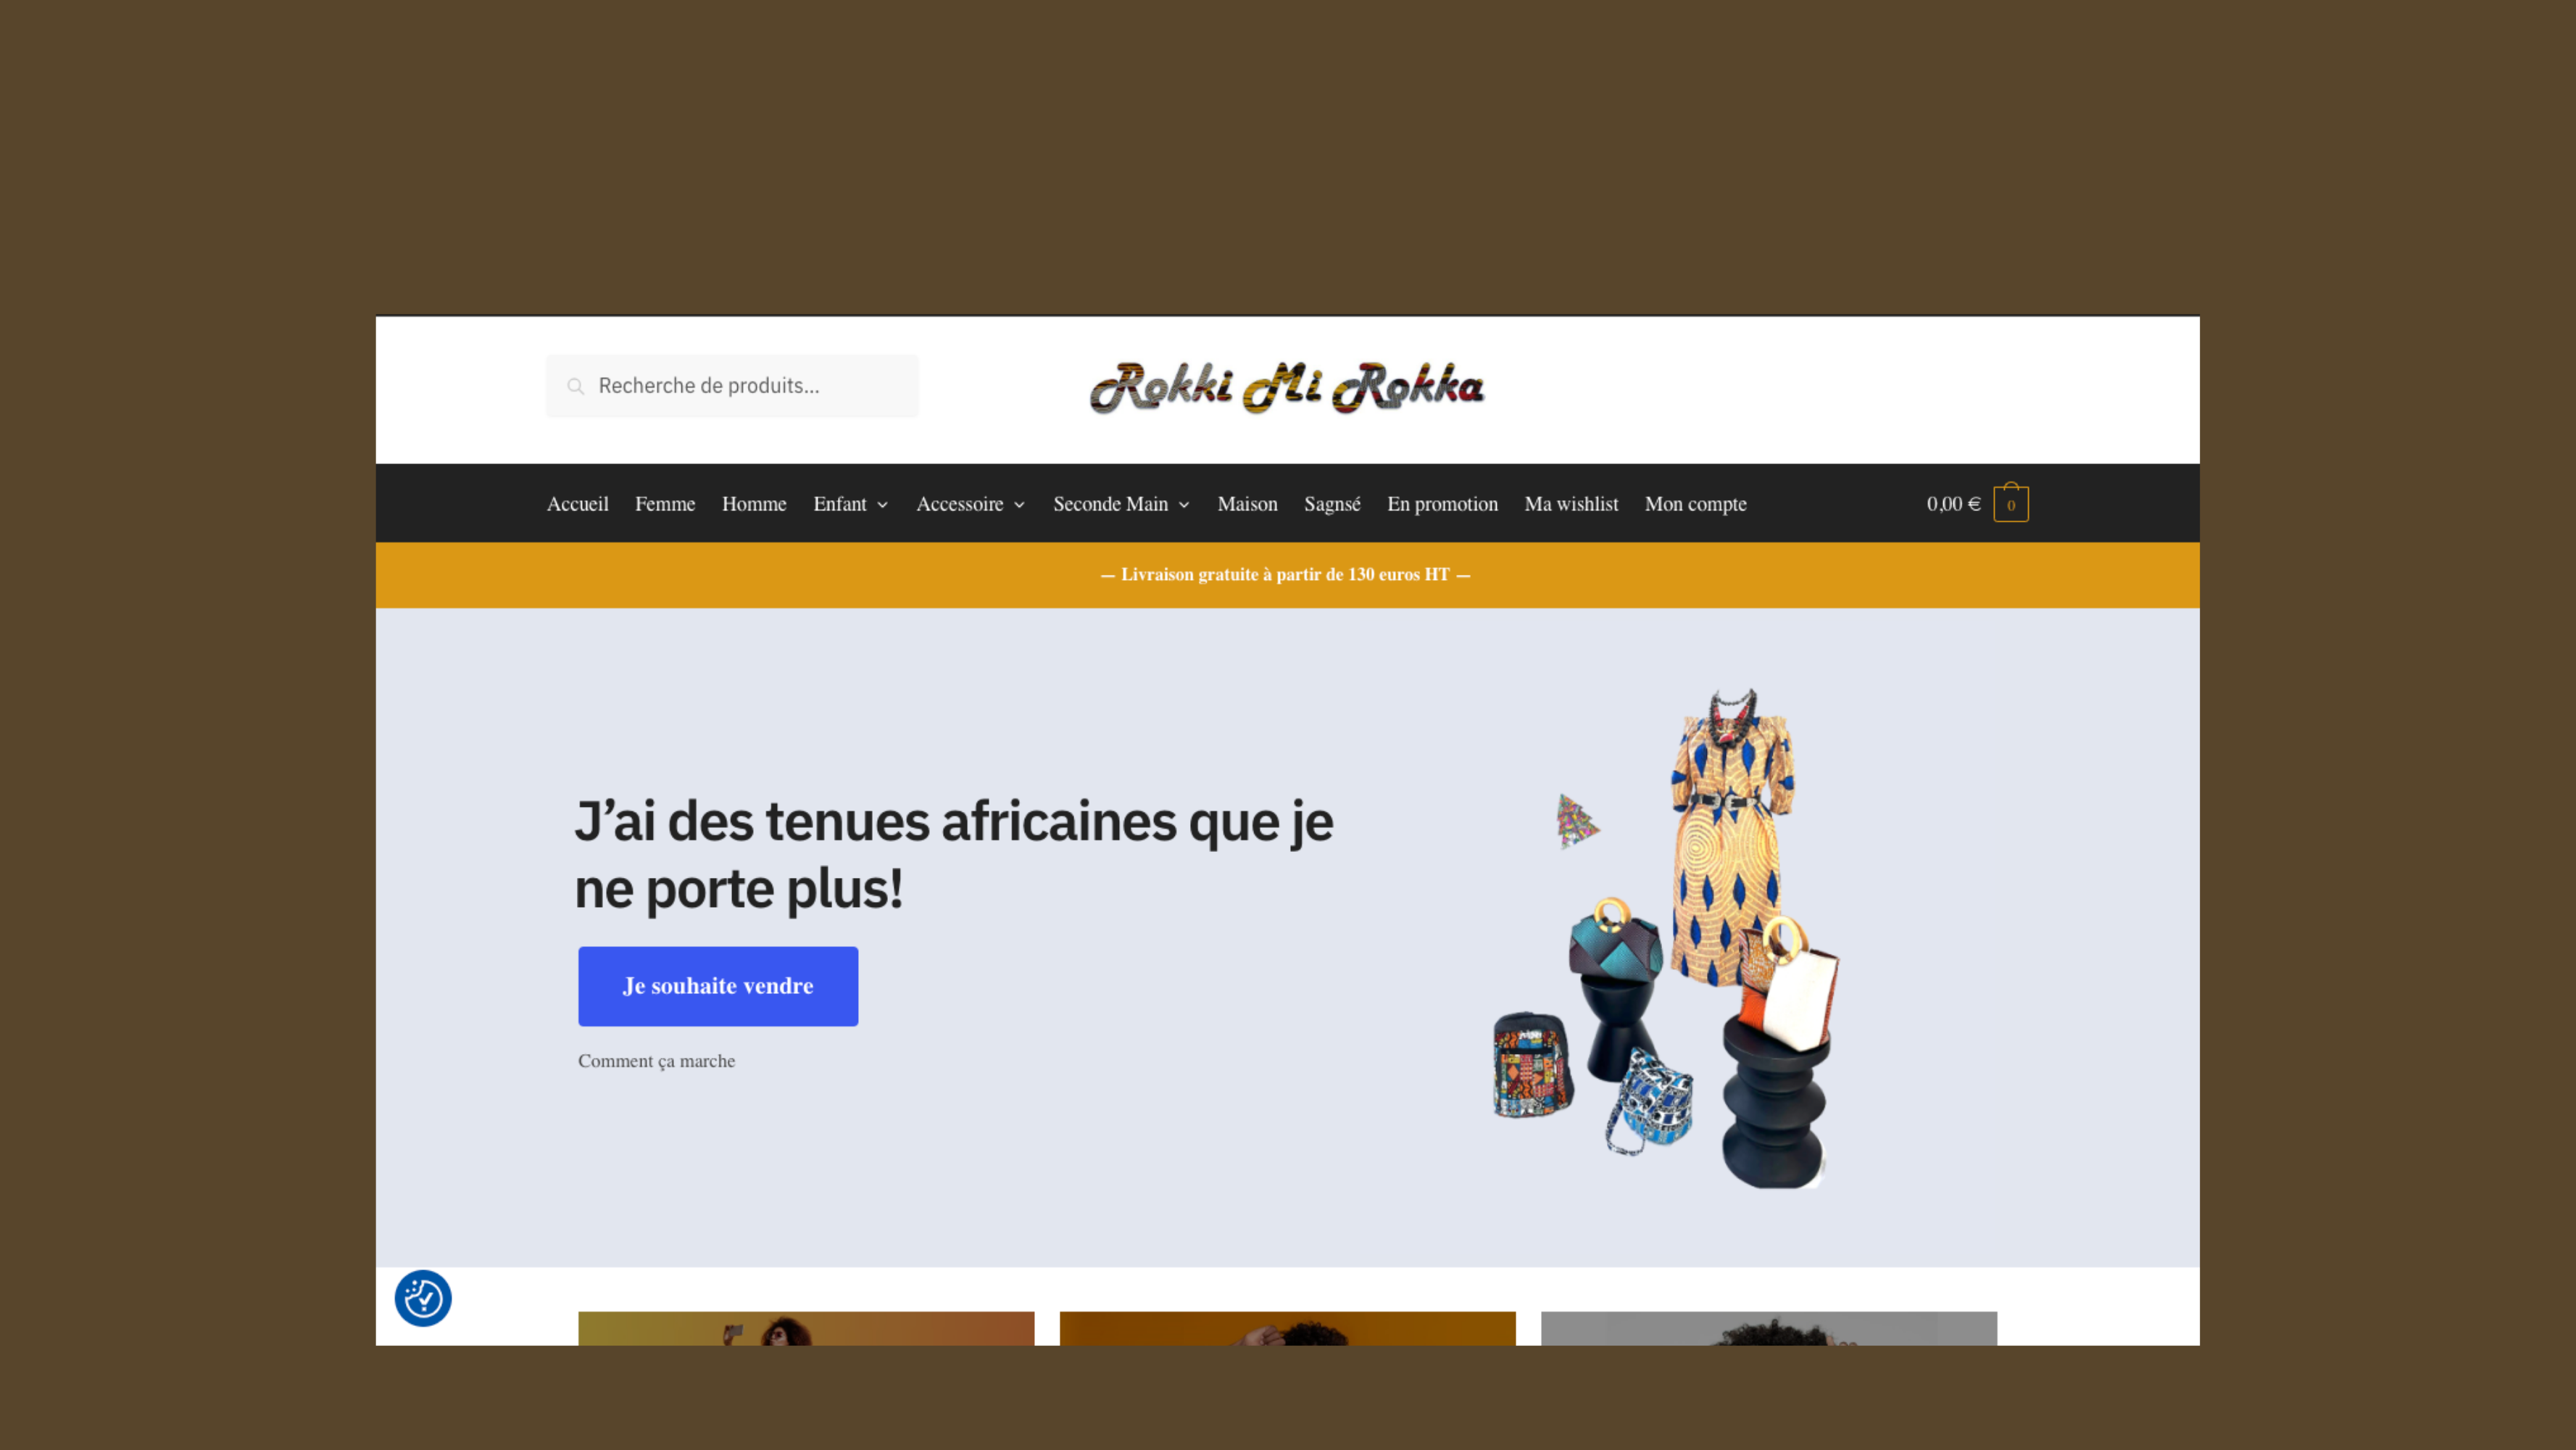 Recherche de produits...
Rokki Mi Rokka
Accueil Femme Homme Enfant Accessoire Seconde Main Maison Sagnsé En promotion Ma wishlist Mon compte 0,00 € 0
— Livraison gratuite à partir de 130 euros HT —
J’ai des tenues africaines que je
ne porte plus!
Je souhaite vendre
Comment ça marche